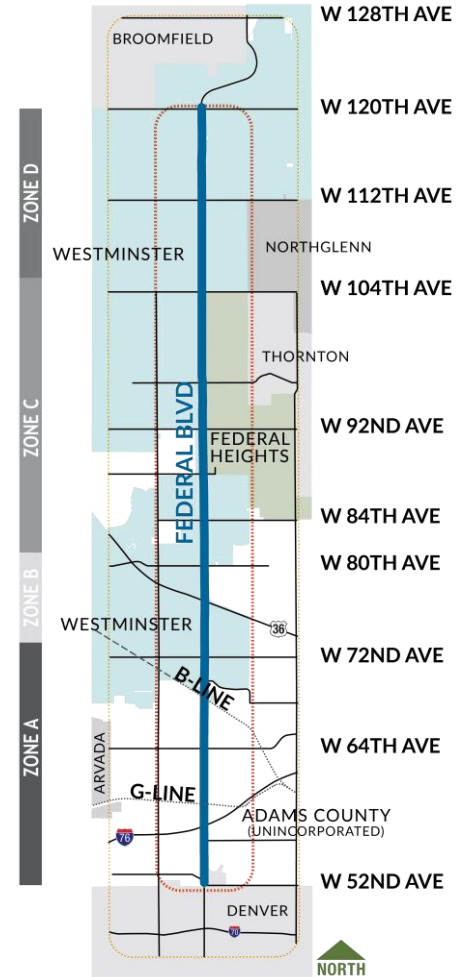 W 128TH AVE
BROOMFIELD
W 120TH AVE
ZONE D
W 112TH AVE
WESTMINSTER
NORTHGLENN
W 104TH AVE
THORNTON
ZONE C
FEDERAL BLVD
W 92ND AVE
FEDERAL
HEIGHTS
W 84TH AVE
W 80TH AVE
ZONE B
WESTMINSTER
36
W 72ND AVE
B-LINE
ZONE A
W 64TH AVE
ARVADA
G-LINE
ADAMS COUNTY
(UNINCORPORATED)
76
W 52ND AVE
DENVER
70
NORTH